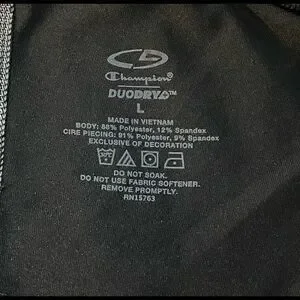 Champion
DUODRY
L
MADE IN VIETNAM
BODY: 88% Polyester, 12% Spandex
CIRE PIECING: 91% Polyester, 9% Spandex
EXCLUSIVE OF DECORATION
DO NOT SOAK.
DO NOT USE FABRIC SOFTENER.
REMOVE PROMPTLY.
RN15763